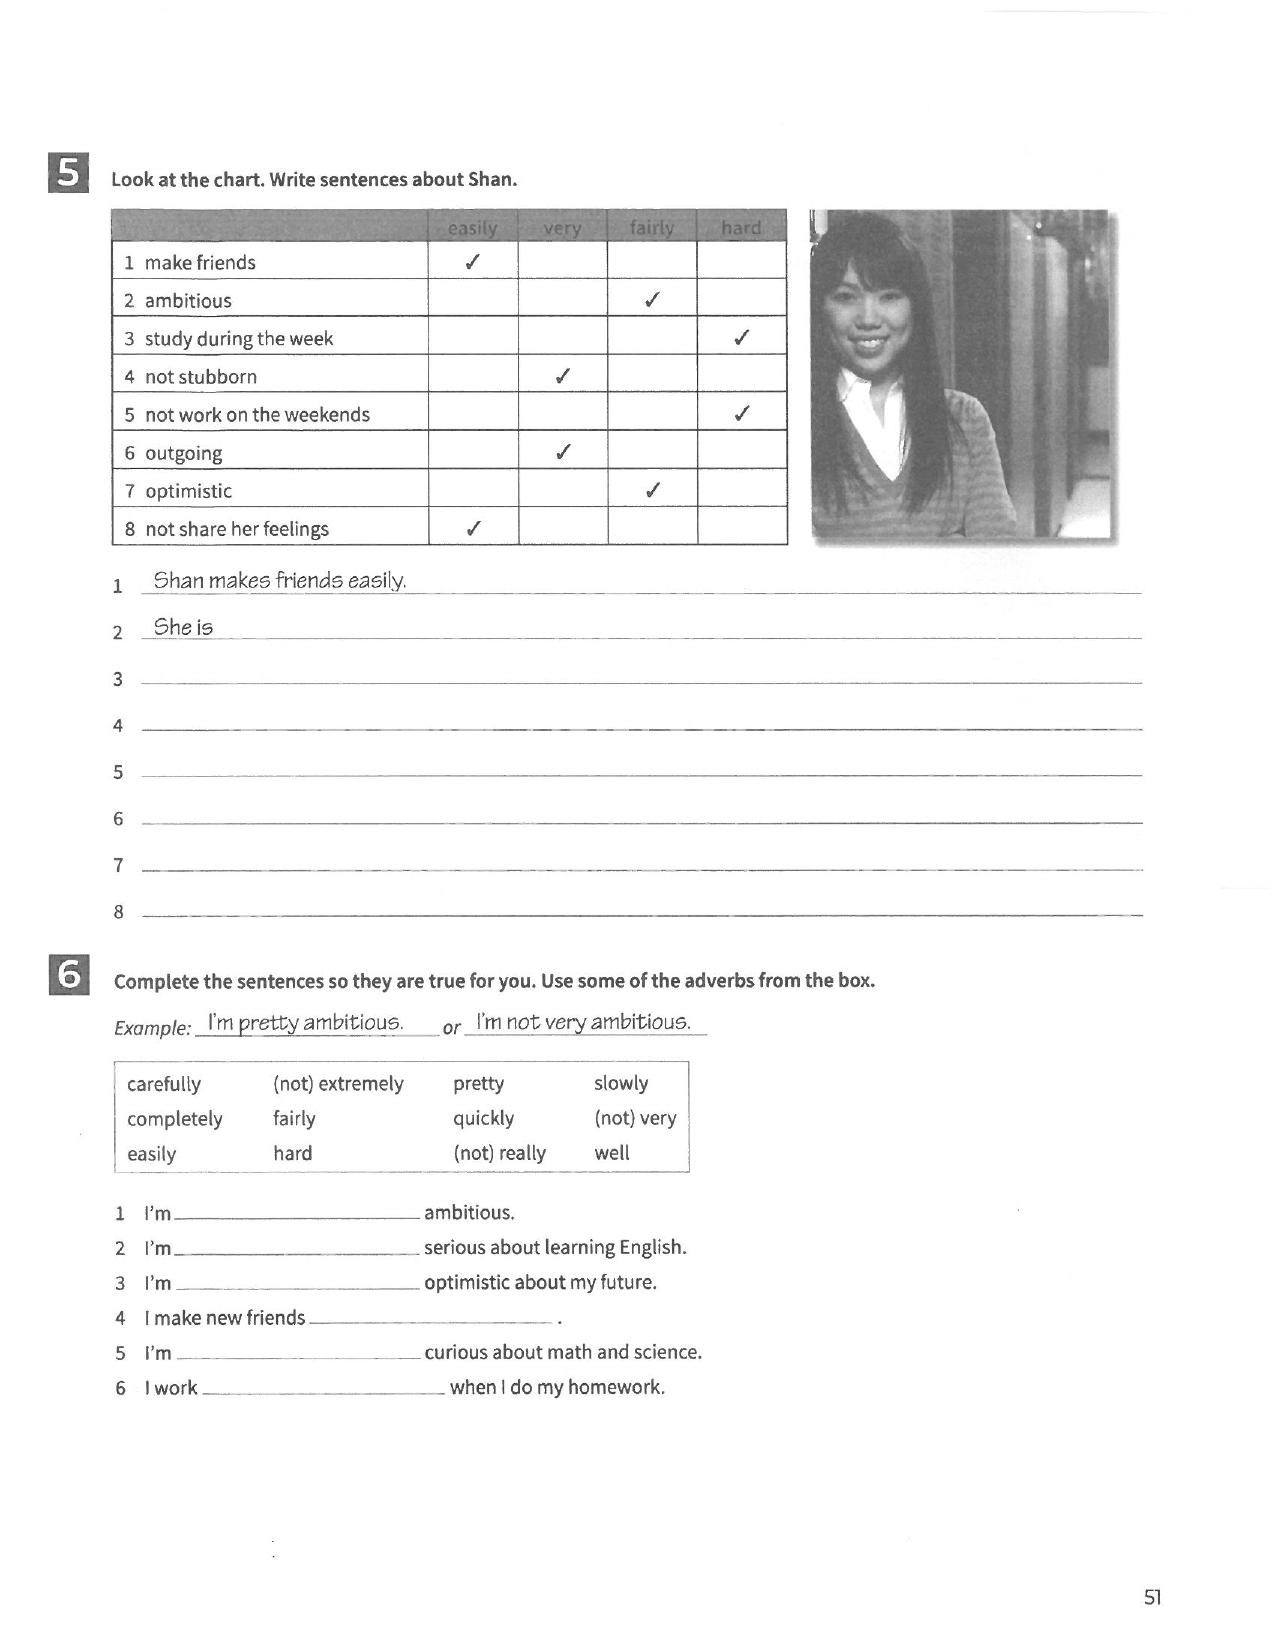 5 Look at the chart. Write sentences about Shan.
easily very fairly hard
1 make friends ✓
2 ambitious ✓
3 study during the week ✓
4 not stubborn ✓
5 not work on the weekends ✓
6 outgoing ✓
7 optimistic ✓
8 not share her feelings ✓
1 Shan makes friends easily.
2 She is
3
4
5
6
7
8
6 Complete the sentences so they are true for you. Use some of the adverbs from the box.
Example: I'm pretty ambitious. or I'm not very ambitious.
carefully (not) extremely pretty slowly
completely fairly quickly (not) very
easily hard (not) really well
1 I'm ambitious.
2 I'm serious about learning English.
3 I'm optimistic about my future.
4 I make new friends .
5 I'm curious about math and science.
6 I work when I do my homework.
51